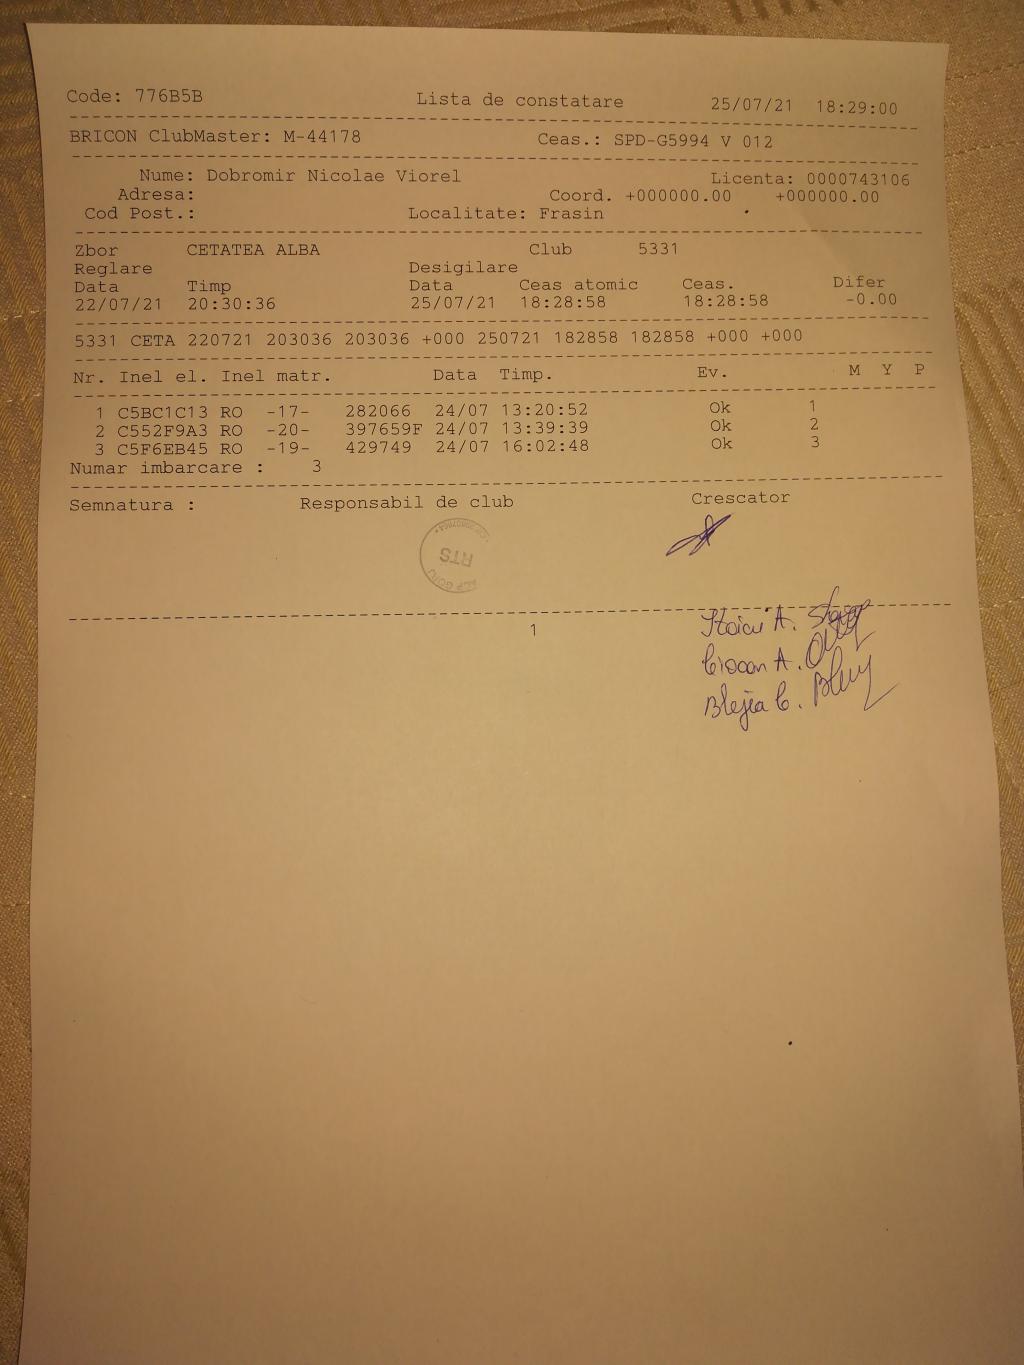 Code: 776B5B Lista de constatare 25/07/21 18:29:00
BRICON ClubMaster: M-44178 Ceas.: SPD-G5994 V 012
Nume: Dobromir Nicolae Viorel Licenta: 0000743106
Adresa: Coord. +000000.00 +000000.00
Cod Post.: Localitate: Frasin
Zbor CETATEA ALBA Club 5331
Reglare Desigilare
Data Timp Data Ceas atomic Ceas. Difer
22/07/21 20:30:36 25/07/21 18:28:58 18:28:58 -0.00
5331 CETA 220721 203036 203036 +000 250721 182858 182858 +000 +000
Nr. Inel el. Inel matr. Data Timp. Ev. M Y P
1 C5BC1C13 RO -17- 282066 24/07 13:20:52 Ok 1
2 C552F9A3 RO -20- 397659F 24/07 13:39:39 Ok 2
3 C5F6EB45 RO -19- 429749 24/07 16:02:48 Ok 3
Numar imbarcare : 3
Semnatura : Responsabil de club Crescator
RTS
1
Stoicu A.
Ciocan A.
Blejea C.